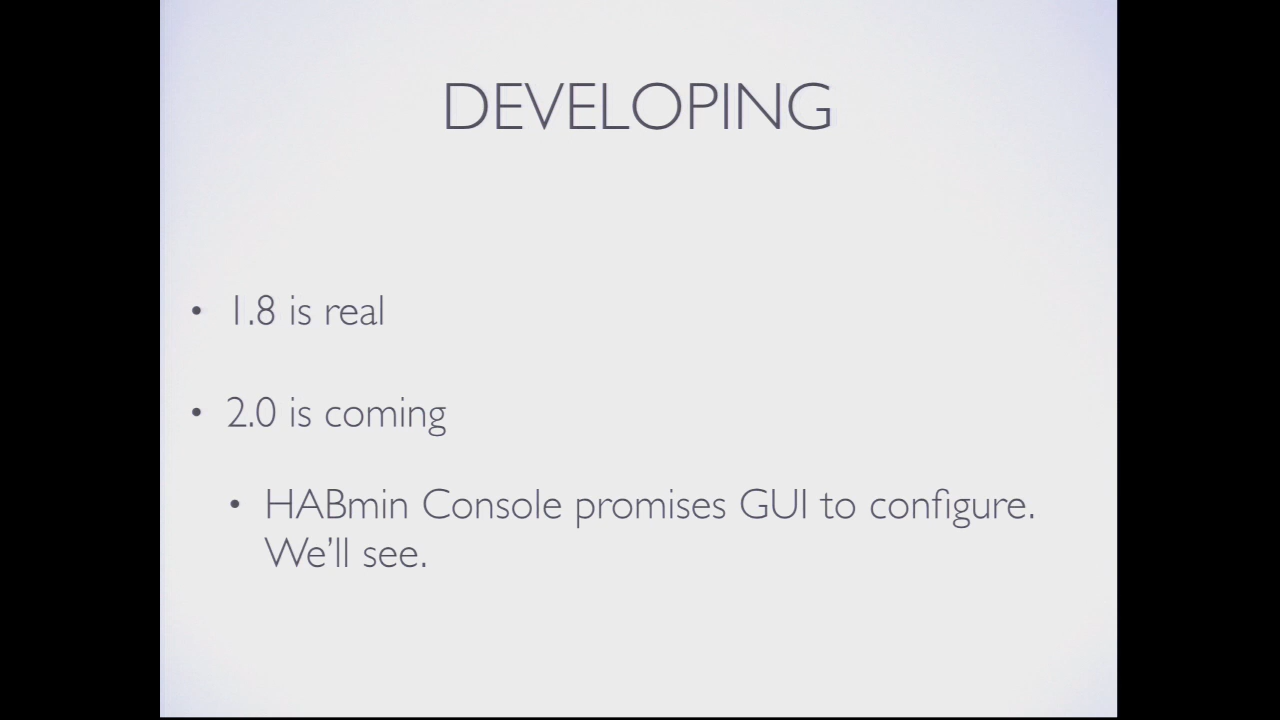 DEVELOPING
• 1.8 is real
• 2.0 is coming
• HABmin Console promises GUI to configure.
We'll see.